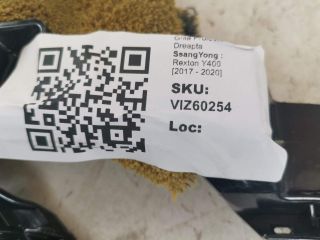 Dreapta
SsangYong :
Rexton Y400
[2017 - 2020]
SKU:
VIZ60254
Loc: